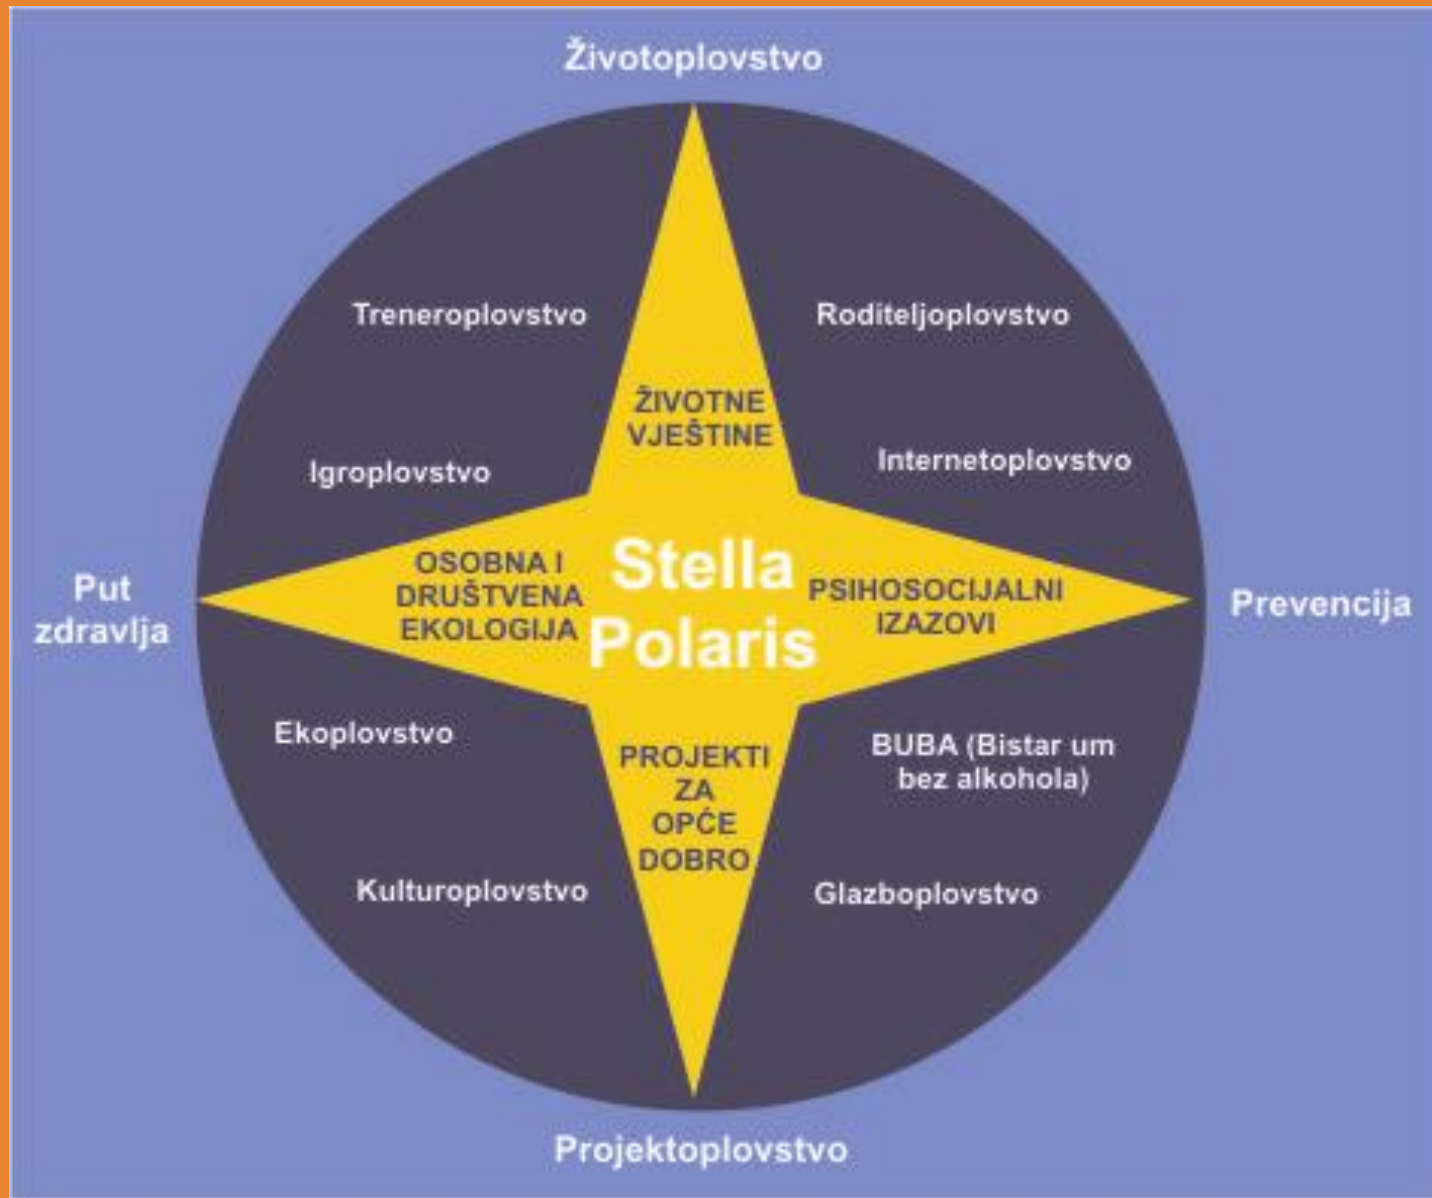 Životoplovstvo
Treneroplovstvo
Roditeljoplovstvo
ŽIVOTNE
VJEŠTINE
Igroplovstvo
Internetoplovstvo
Put
zdravlja
OSOBNA I
DRUŠTVENA
EKOLOGIJA
Stella
Polaris
PSIHOSOCIJALNI
IZAZOVI
Prevencija
Ekoplovstvo
PROJEKTI
ZA
OPĆE
DOBRO
BUBA (Bistar um
bez alkohola)
Kulturoplovstvo
Glazboplovstvo
Projektoplovstvo